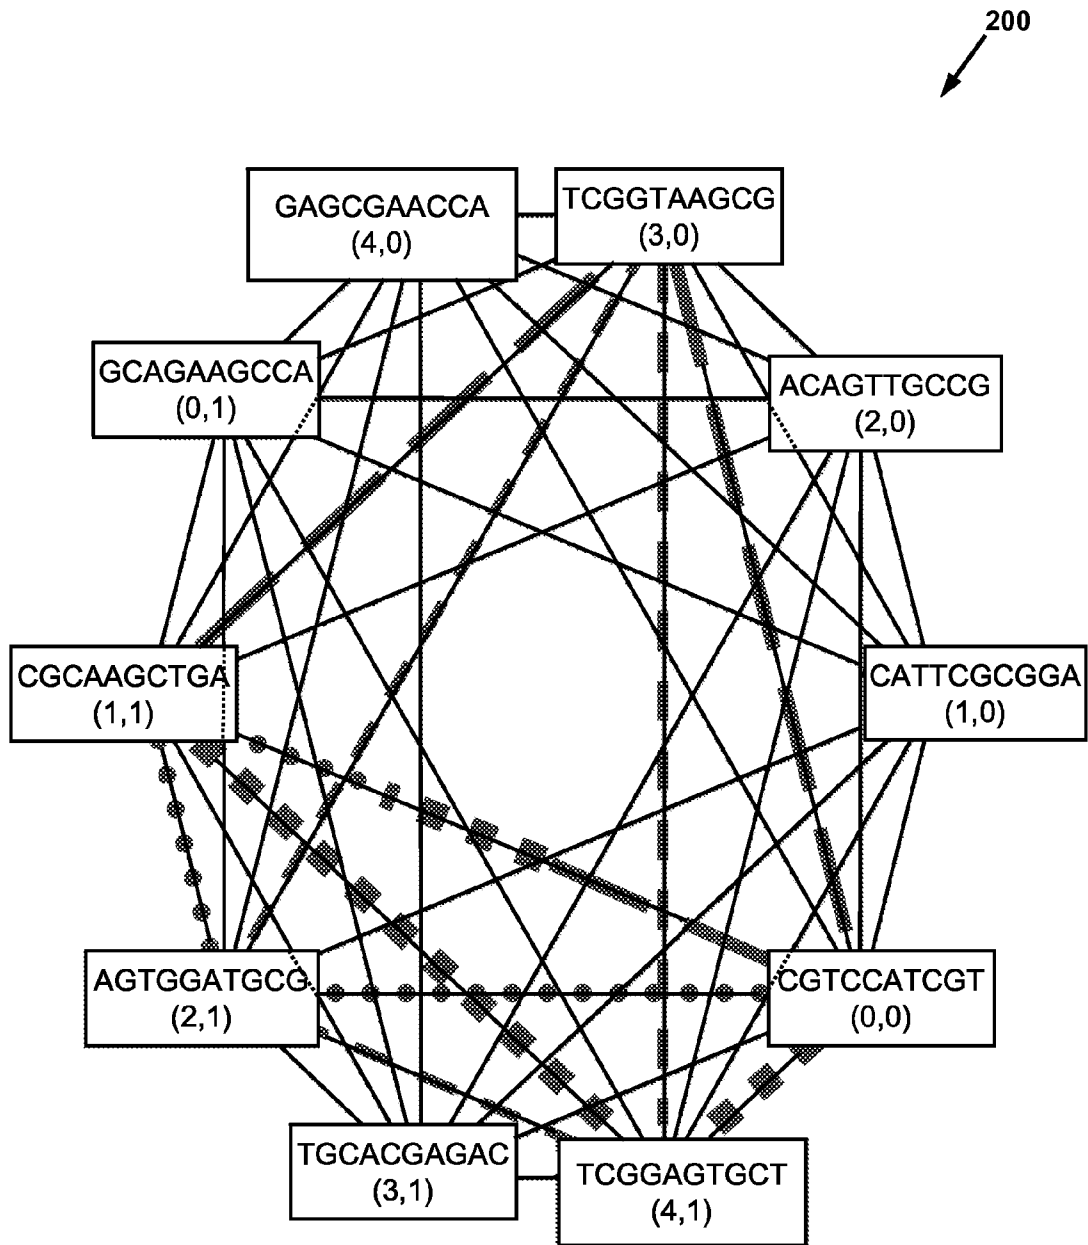 200
GAGCGAACCA
(4,0)
TCGGTAAGCG
(3,0)
GCAGAAGCCA
(0,1)
ACAGTTGCCG
(2,0)
CGCAAGCTGA
(1,1)
CATTCGCGGA
(1,0)
AGTGGATGCG
(2,1)
CGTCCATCGT
(0,0)
TGCACGAGAC
(3,1)
TCGGAGTGCT
(4,1)